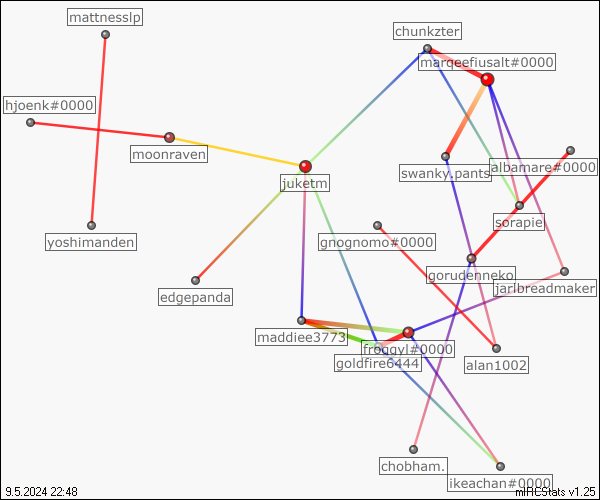 mattnesslp
chunkzter
marqeefiusalt#0000
hjoenk#0000
moonraven
swanky.pants
albamare#0000
juketm
sorapiel
yoshimanden
gnognomo#0000
gorudenneko
jarlbreadmaker
edgepanda
maddiee3773
froggyl#0000
goldfire6444
alan1002
chobham.
ikeachan#0000
9.5.2024 22:48
mIRCStats v1.25